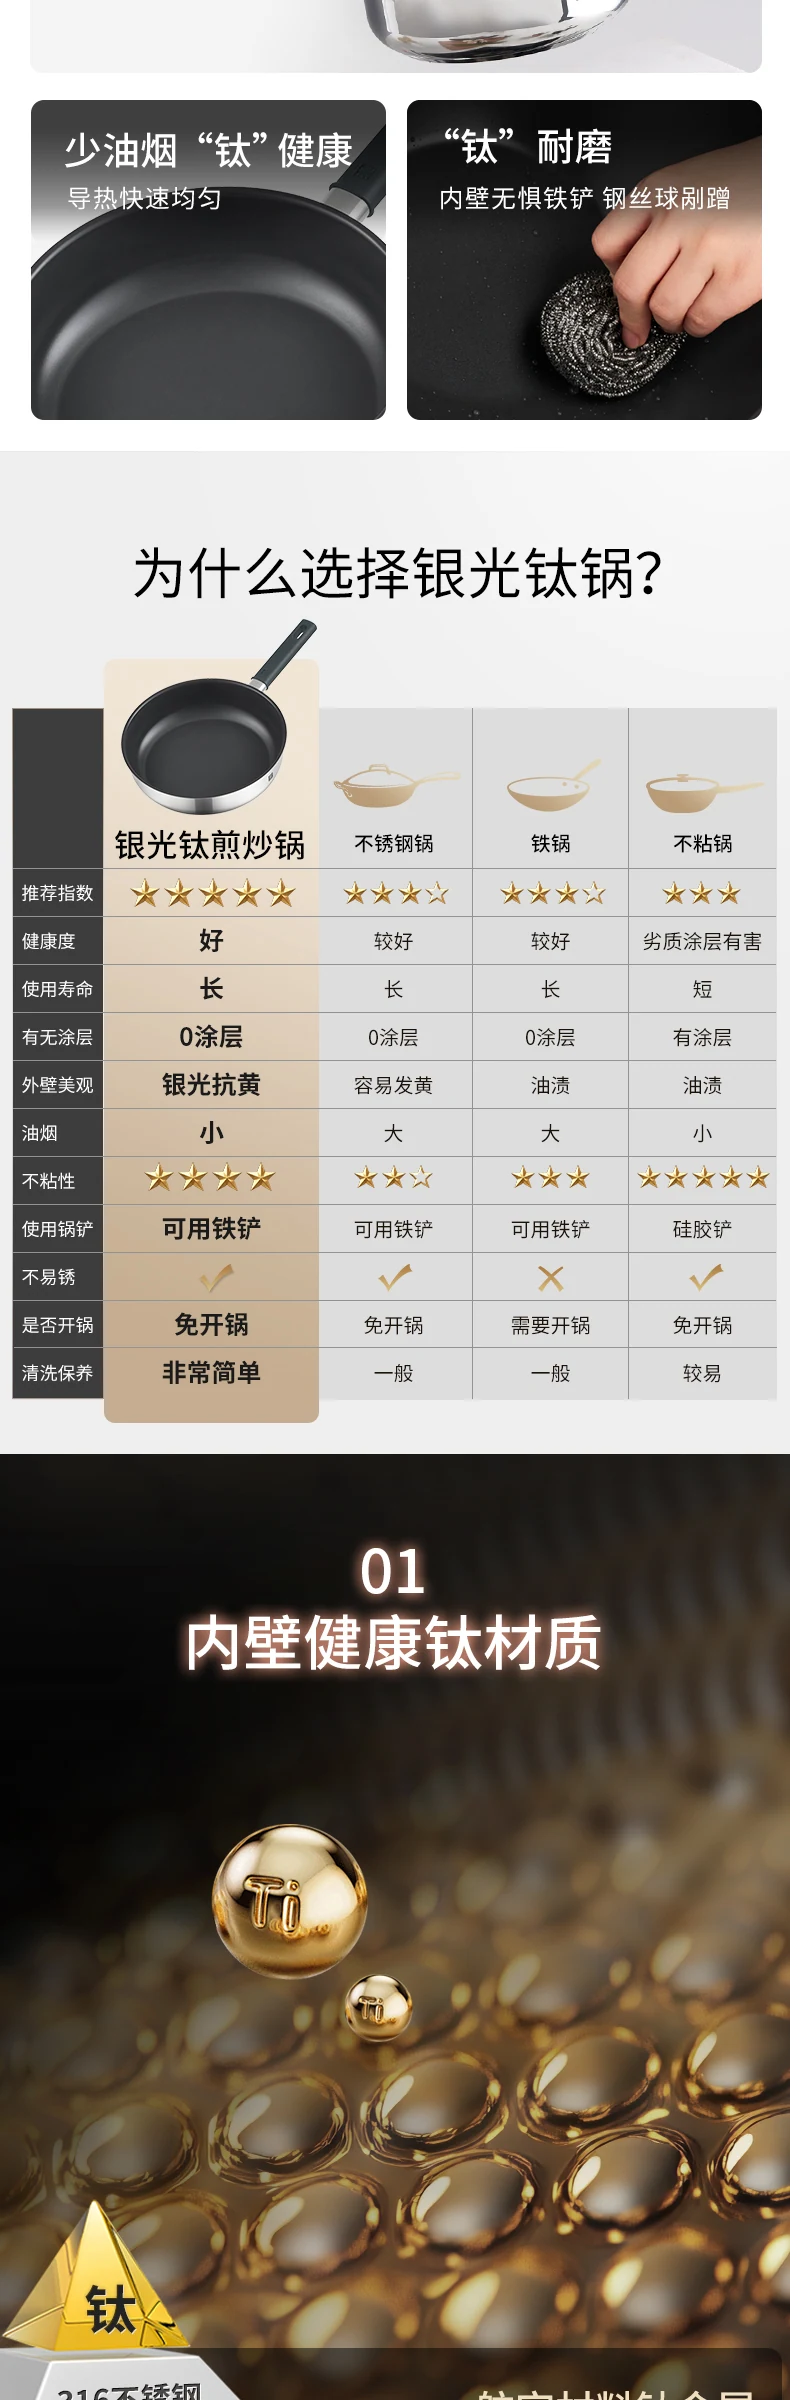 少油烟“钛”健康
导热快速均匀
“钛”耐磨
内壁无惧铁铲 钢丝球剐蹭
为什么选择银光钛锅?
银光钛煎炒锅 不锈钢锅 铁锅 不粘锅
推荐指数
健康度 好 较好 较好 劣质涂层有害
使用寿命 长 长 长 短
有无涂层 0涂层 0涂层 0涂层 有涂层
外壁美观 银光抗黄 容易发黄 油渍 油渍
油烟 小 大 大 小
不粘性
使用锅铲 可用铁铲 可用铁铲 可用铁铲 硅胶铲
不易锈
是否开锅 免开锅 免开锅 需要开锅 免开锅
清洗保养 非常简单 一般 一般 较易
01
内壁健康钛材质
Ti
Ti
钛
316不锈钢